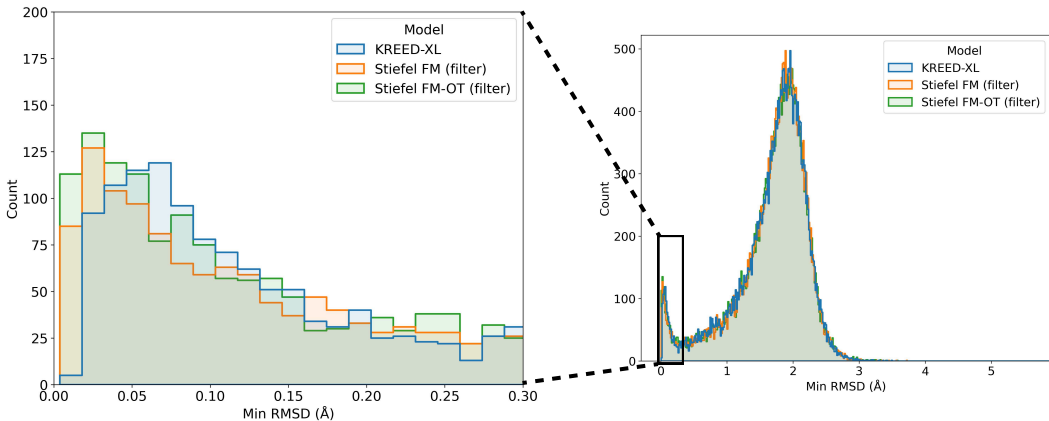 200
175
150
125
100
75
50
25
0
Count
0.00 0.05 0.10 0.15 0.20 0.25 0.30
Min RMSD (Å)
Model
KREED-XL
Stiefel FM (filter)
Stiefel FM-OT (filter)
500
400
300
200
100
0
Count
0 1 2 3 4 5
Min RMSD (Å)
Model
KREED-XL
Stiefel FM (filter)
Stiefel FM-OT (filter)